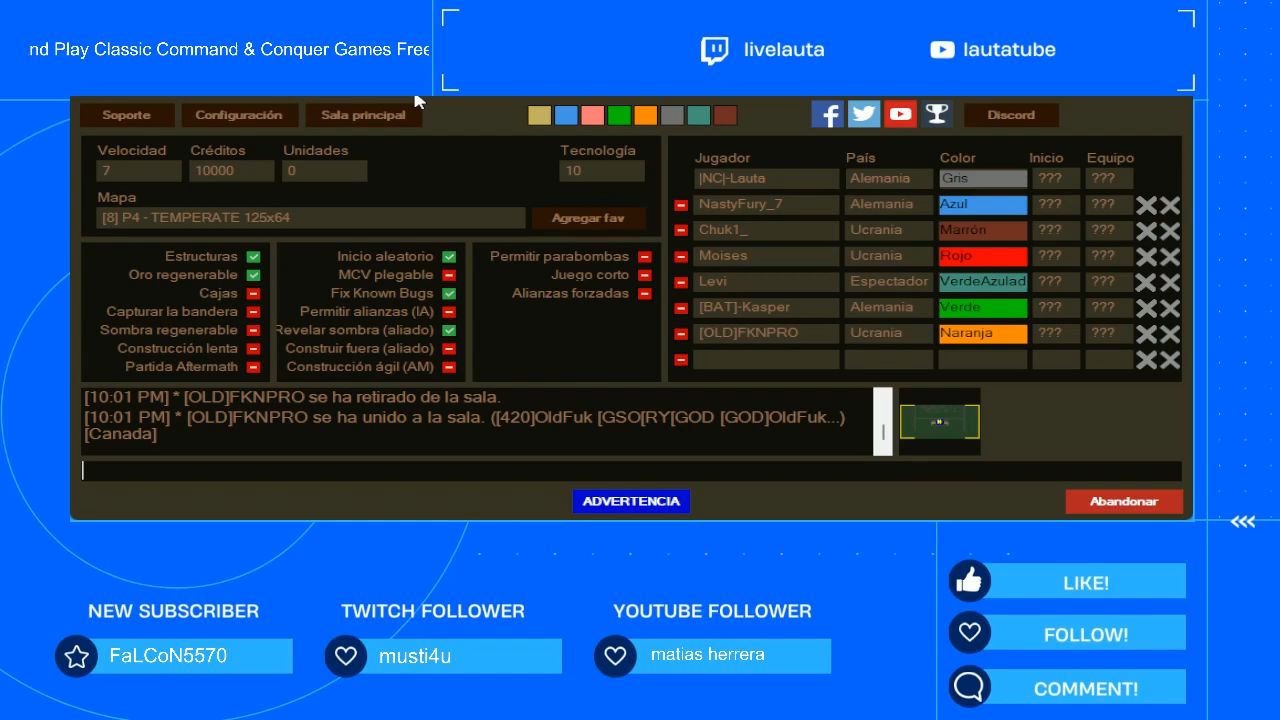 nd Play Classic Command & Conquer Games Free
livelauta
lautatube
Soporte
Configuración
Sala principal
Discord
Velocidad
Créditos
Unidades
Tecnología
7
10000
0
10
Mapa
[8] P4 - TEMPERATE 125x64
Agregar fav
Estructuras
Oro regenerable
Cajas
Capturar la bandera
Sombra regenerable
Construcción lenta
Partida Aftermath
Inicio aleatorio
MCV plegable
Fix Known Bugs
Permitir alianzas (IA)
Revelar sombra (aliado)
Construir fuera (aliado)
Construcción ágil (AM)
Permitir parabombas
Juego corto
Alianzas forzadas
Jugador País Color Inicio Equipo
|NC|-Lauta Alemania Gris ??? ???
NastyFury_7 Alemania Azul ??? ???
Chuk1_ Ucrania Marrón ??? ???
Moises Ucrania Rojo ??? ???
Levi Espectador VerdeAzulad ??? ???
[BAT]-Kasper Alemania Verde ??? ???
[OLD]FKNPRO Ucrania Naranja ??? ???
[10:01 PM] * [OLD]FKNPRO se ha retirado de la sala.
[10:01 PM] * [OLD]FKNPRO se ha unido a la sala. ([420]OldFuk [GSO[RY[GOD [GOD]OldFuk...)
[Canada]
ADVERTENCIA
Abandonar
NEW SUBSCRIBER
FaLCoN5570
TWITCH FOLLOWER
musti4u
YOUTUBE FOLLOWER
matias herrera
LIKE!
FOLLOW!
COMMENT!